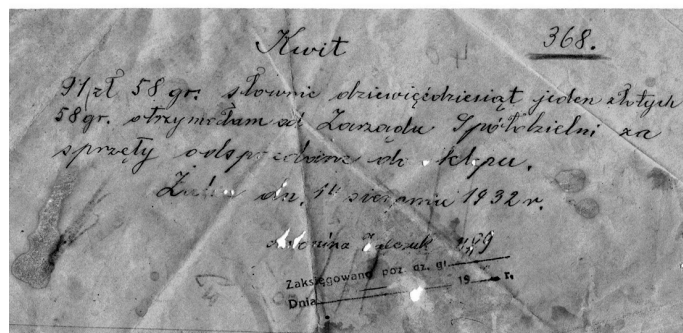 Kwit 368.
91 zł 58 gr. słownie dziewięćdziesiąt jeden złotych
58 gr. otrzymałam od Zarządu Spółdzielni za
sprzęty odsprzedane do sklepu.
dn. 1 sierpnia 1932 r.
Zaksięgowano poz. dz. gł.
Dnia 19 r.